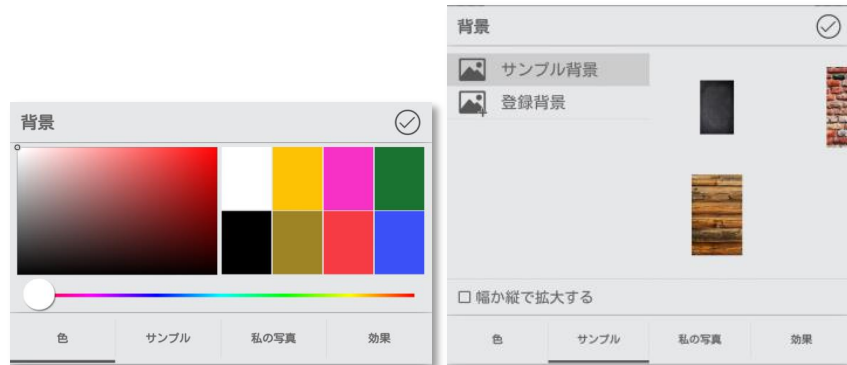 背景
色
サンプル
私の写真
効果
背景
サンプル背景
登録背景
幅か縦で拡大する
色
サンプル
私の写真
効果